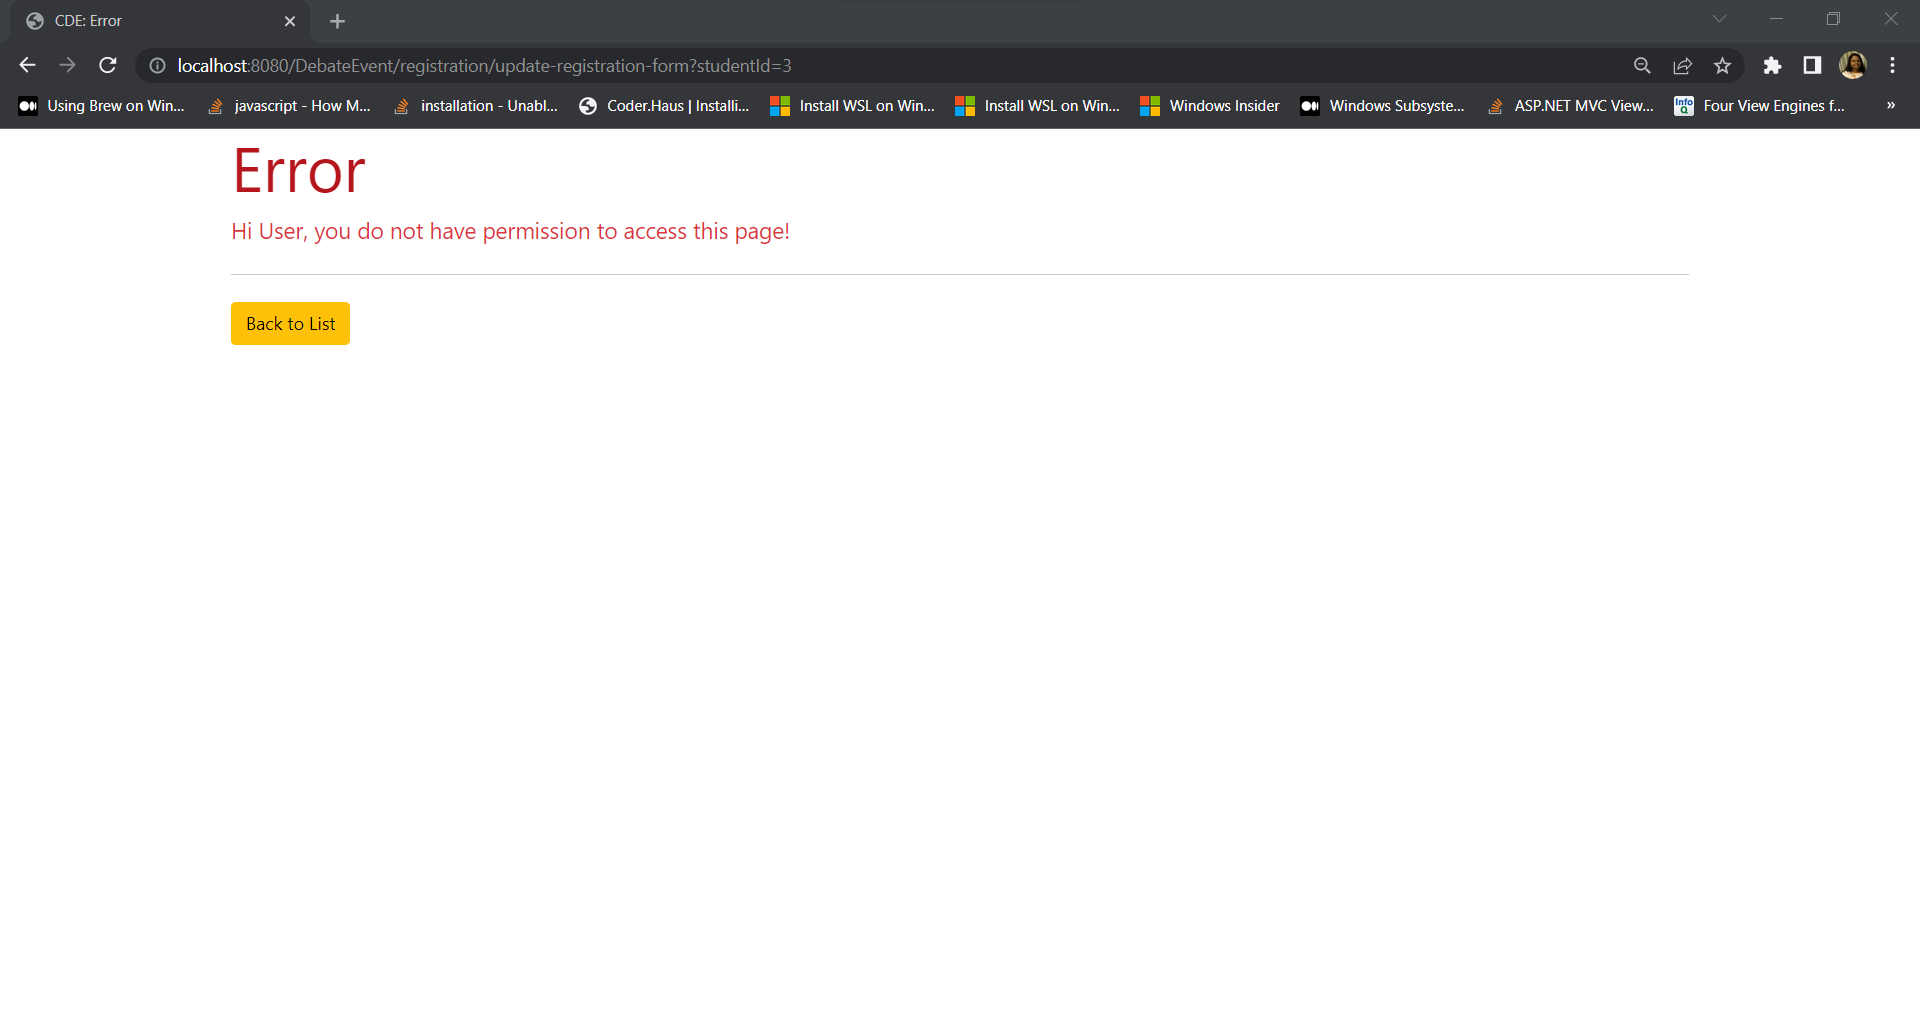 CDE: Error
localhost:8080/DebateEvent/registration/update-registration-form?studentId=3
Using Brew on Win...
javascript - How M...
installation - Unabl...
Coder.Haus | Installi...
Install WSL on Win...
Install WSL on Win...
Windows Insider
Windows Subsyste...
ASP.NET MVC View...
Info Q
Four View Engines f...
»
Error
Hi User, you do not have permission to access this page!
Back to List